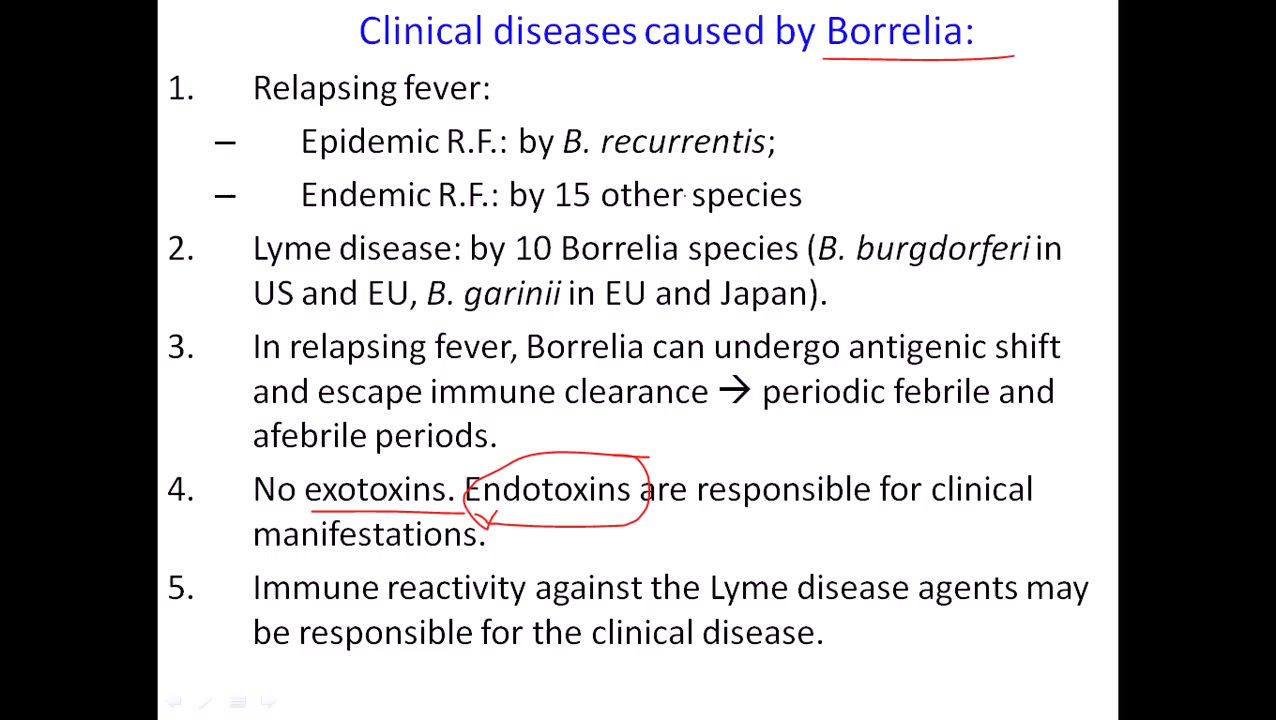 Clinical diseases caused by Borrelia:
1. Relapsing fever:
– Epidemic R.F.: by B. recurrentis;
– Endemic R.F.: by 15 other species
2. Lyme disease: by 10 Borrelia species (B. burgdorferi in
US and EU, B. garinii in EU and Japan).
3. In relapsing fever, Borrelia can undergo antigenic shift
and escape immune clearance → periodic febrile and
afebrile periods.
4. No exotoxins. Endotoxins are responsible for clinical
manifestations.
5. Immune reactivity against the Lyme disease agents may
be responsible for the clinical disease.